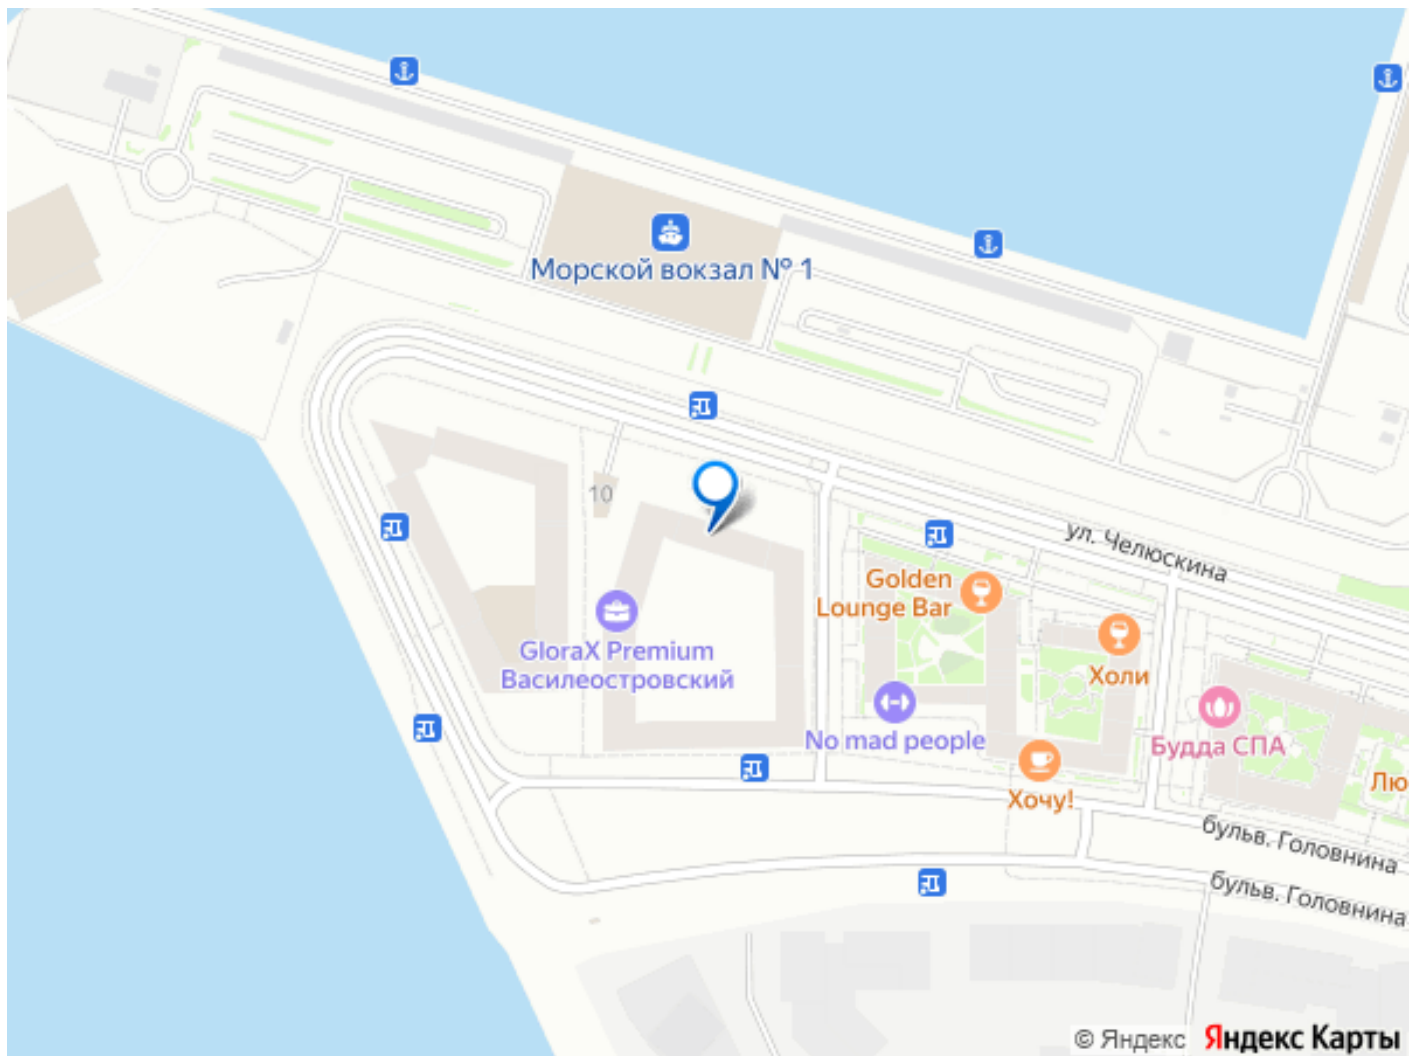 Морской вокзал № 1
ул. Челюскина
10
Golden
Lounge Bar
Холи
GloraX Premium
Василеостровский
No mad people
Будда СПА
Хочу!
Лю
бульв. Головнина
бульв. Головнина
© Яндекс Яндекс Карты